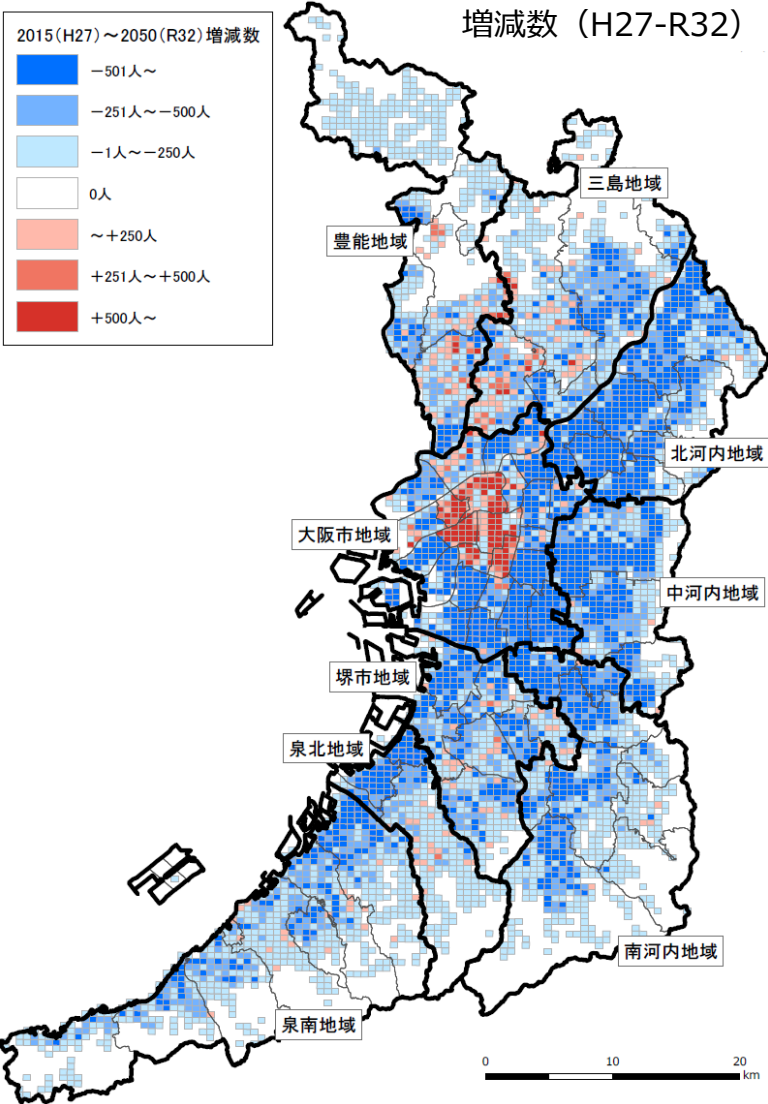 増減数（H27-R32）
2015（H27）～2050（R32）増減数
－501人～
－251人～－500人
－1人～－250人
0人
～＋250人
＋251人～＋500人
＋500人～
三島地域
豊能地域
北河内地域
大阪市地域
中河内地域
堺市地域
泉北地域
南河内地域
泉南地域
0 10 20
km